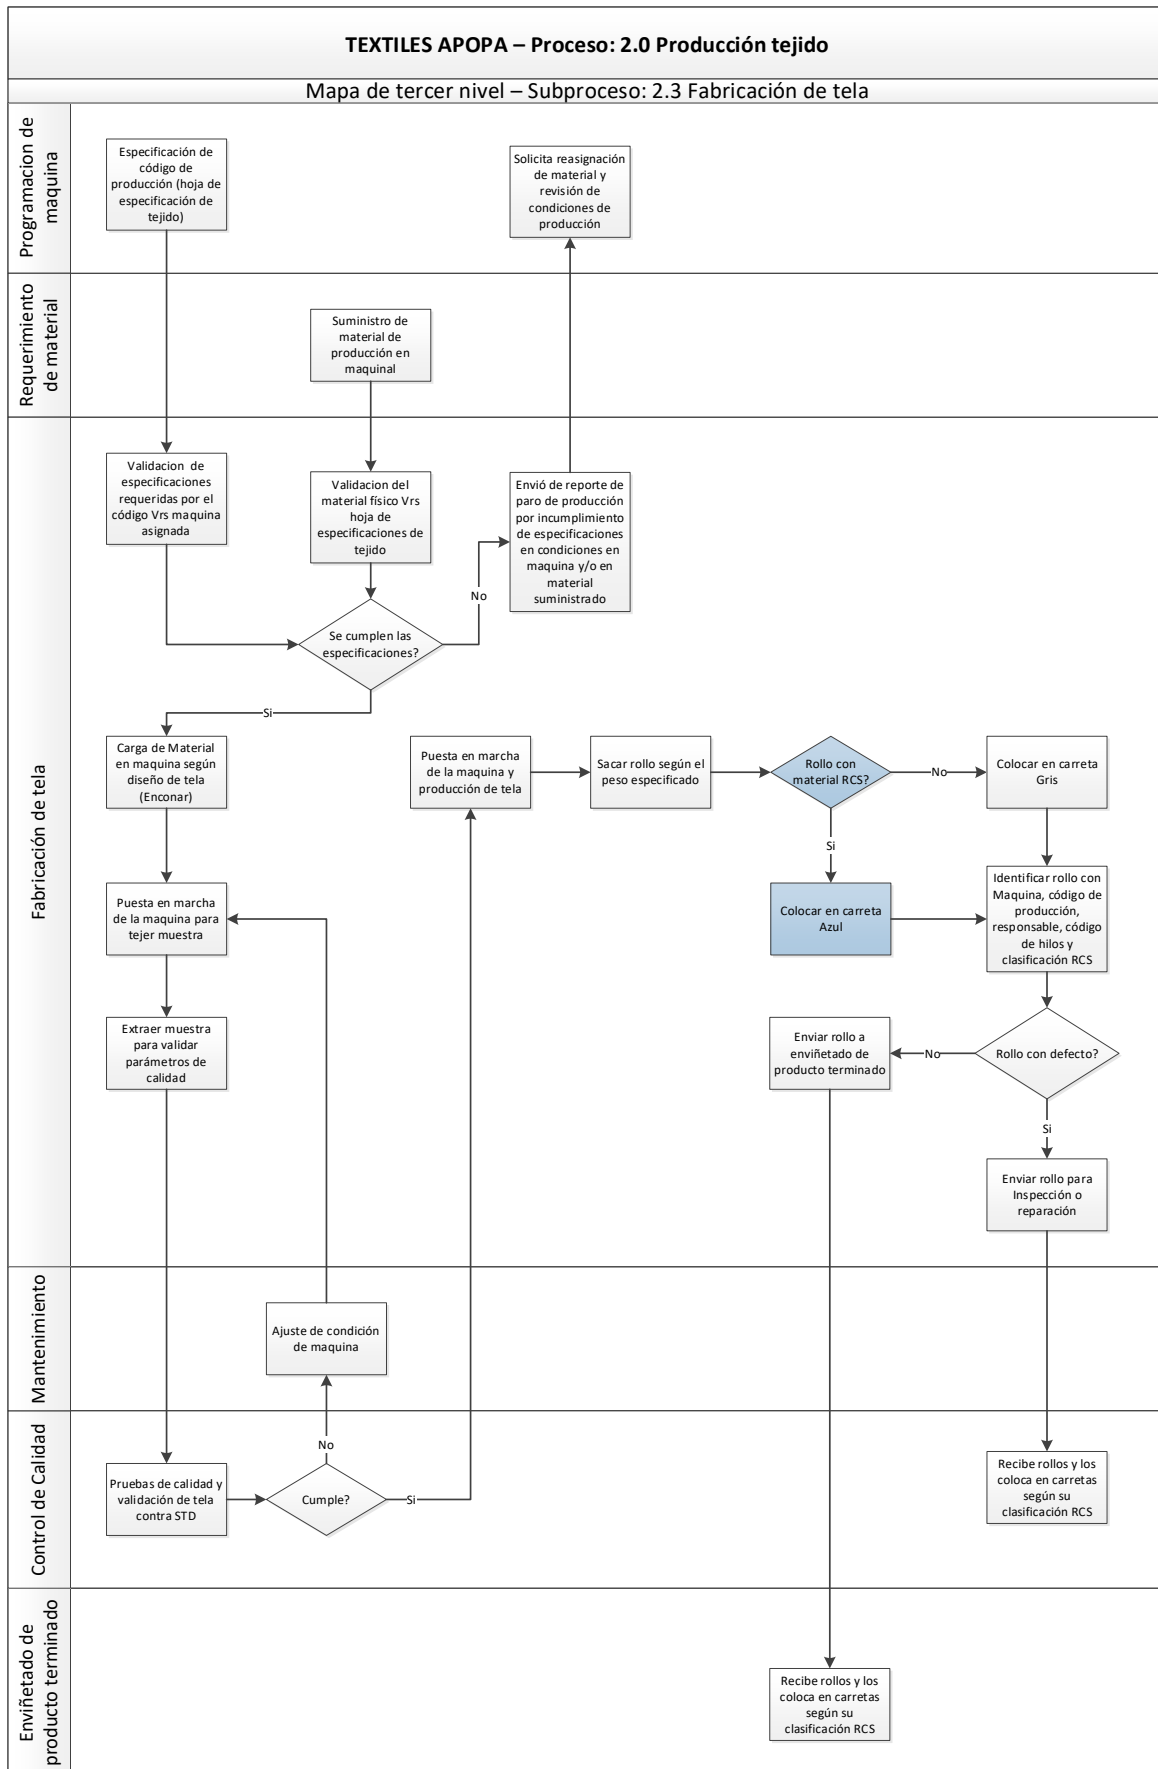 TEXTILES APOPA – Proceso: 2.0 Producción tejido
Mapa de tercer nivel – Subproceso: 2.3 Fabricación de tela
Programacion de
maquina
Especificación de
código de
producción (hoja de
especificación de
tejido)
Solicita reasignación
de material y
revisión de
condiciones de
producción
Requerimiento
de material
Suministro de
material de
producción en
maquinal
Fabricación de tela
Validacion de
especificaciones
requeridas por el
código Vrs maquina
asignada
Validacion del
material físico Vrs
hoja de
especificaciones de
tejido
Envió de reporte de
paro de producción
por incumplimiento
de especificaciones
en condiciones en
maquina y/o en
material
suministrado
No
Se cumplen las
especificaciones?
Si
Carga de Material
en maquina según
diseño de tela
(Enconar)
Puesta en marcha
de la maquina y
producción de tela
Sacar rollo según el
peso especificado
Rollo con
material RCS?
No
Colocar en carreta
Gris
Si
Puesta en marcha
de la maquina para
tejer muestra
Colocar en carreta
Azul
Identificar rollo con
Maquina, código de
producción,
responsable, código
de hilos y
clasificación RCS
Extraer muestra
para validar
parámetros de
calidad
Enviar rollo a
enviñetado de
producto terminado
No
Rollo con defecto?
Si
Enviar rollo para
Inspección o
reparación
Mantenimiento
Ajuste de condición
de maquina
Control de Calidad
No
Pruebas de calidad y
validación de tela
contra STD
Cumple?
Si
Recibe rollos y los
coloca en carretas
según su
clasificación RCS
Enviñetado de
producto terminado
Recibe rollos y los
coloca en carretas
según su
clasificación RCS